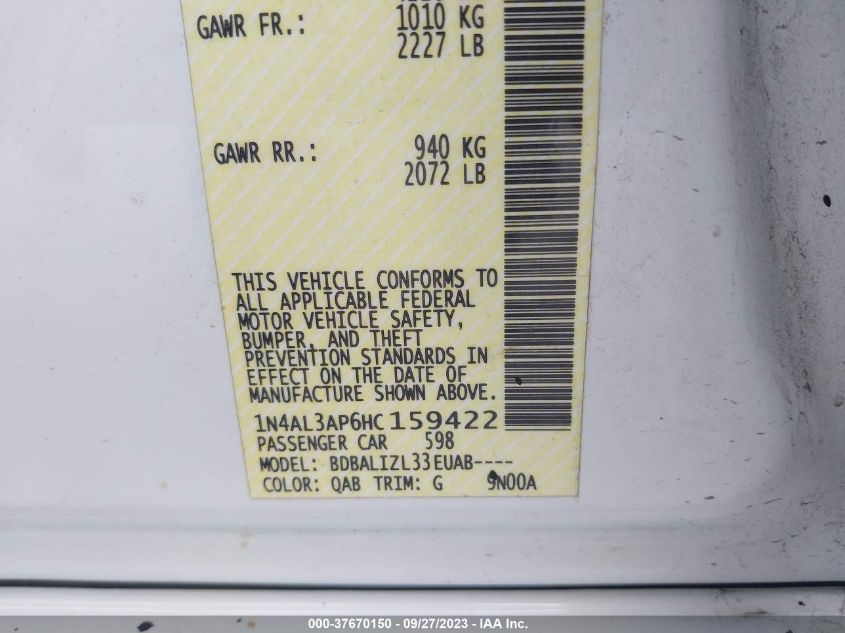 GAWR FR.: 1010 KG
2227 LB
GAWR RR.: 940 KG
2072 LB
THIS VEHICLE CONFORMS TO
ALL APPLICABLE FEDERAL
MOTOR VEHICLE SAFETY,
BUMPER, AND THEFT
PREVENTION STANDARDS IN
EFFECT ON THE DATE OF
MANUFACTURE SHOWN ABOVE.
1N4AL3AP6HC159422
PASSENGER CAR 598
MODEL: BDBALIZL33EUAB----
COLOR: QAB TRIM: G 9N00A
000-37670150 - 09/27/2023 - IAA Inc.